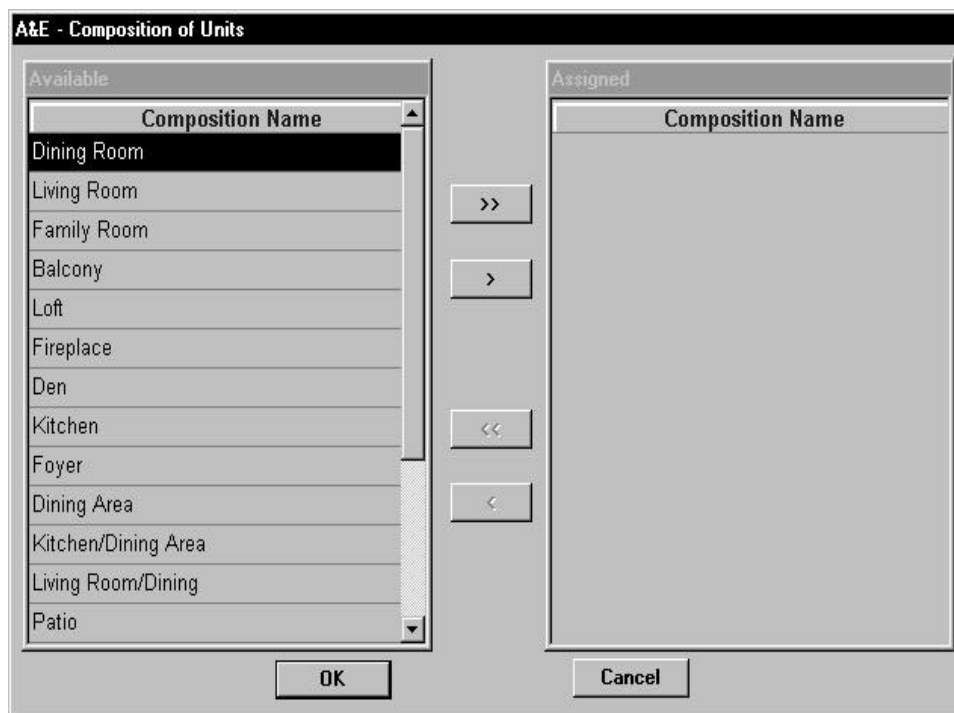 A&E - Composition of Units
Available
Composition Name
Dining Room
Living Room
Family Room
Balcony
Loft
Fireplace
Den
Kitchen
Foyer
Dining Area
Kitchen/Dining Area
Living Room/Dining
Patio
>>
>
<<
<
Assigned
Composition Name
OK
Cancel